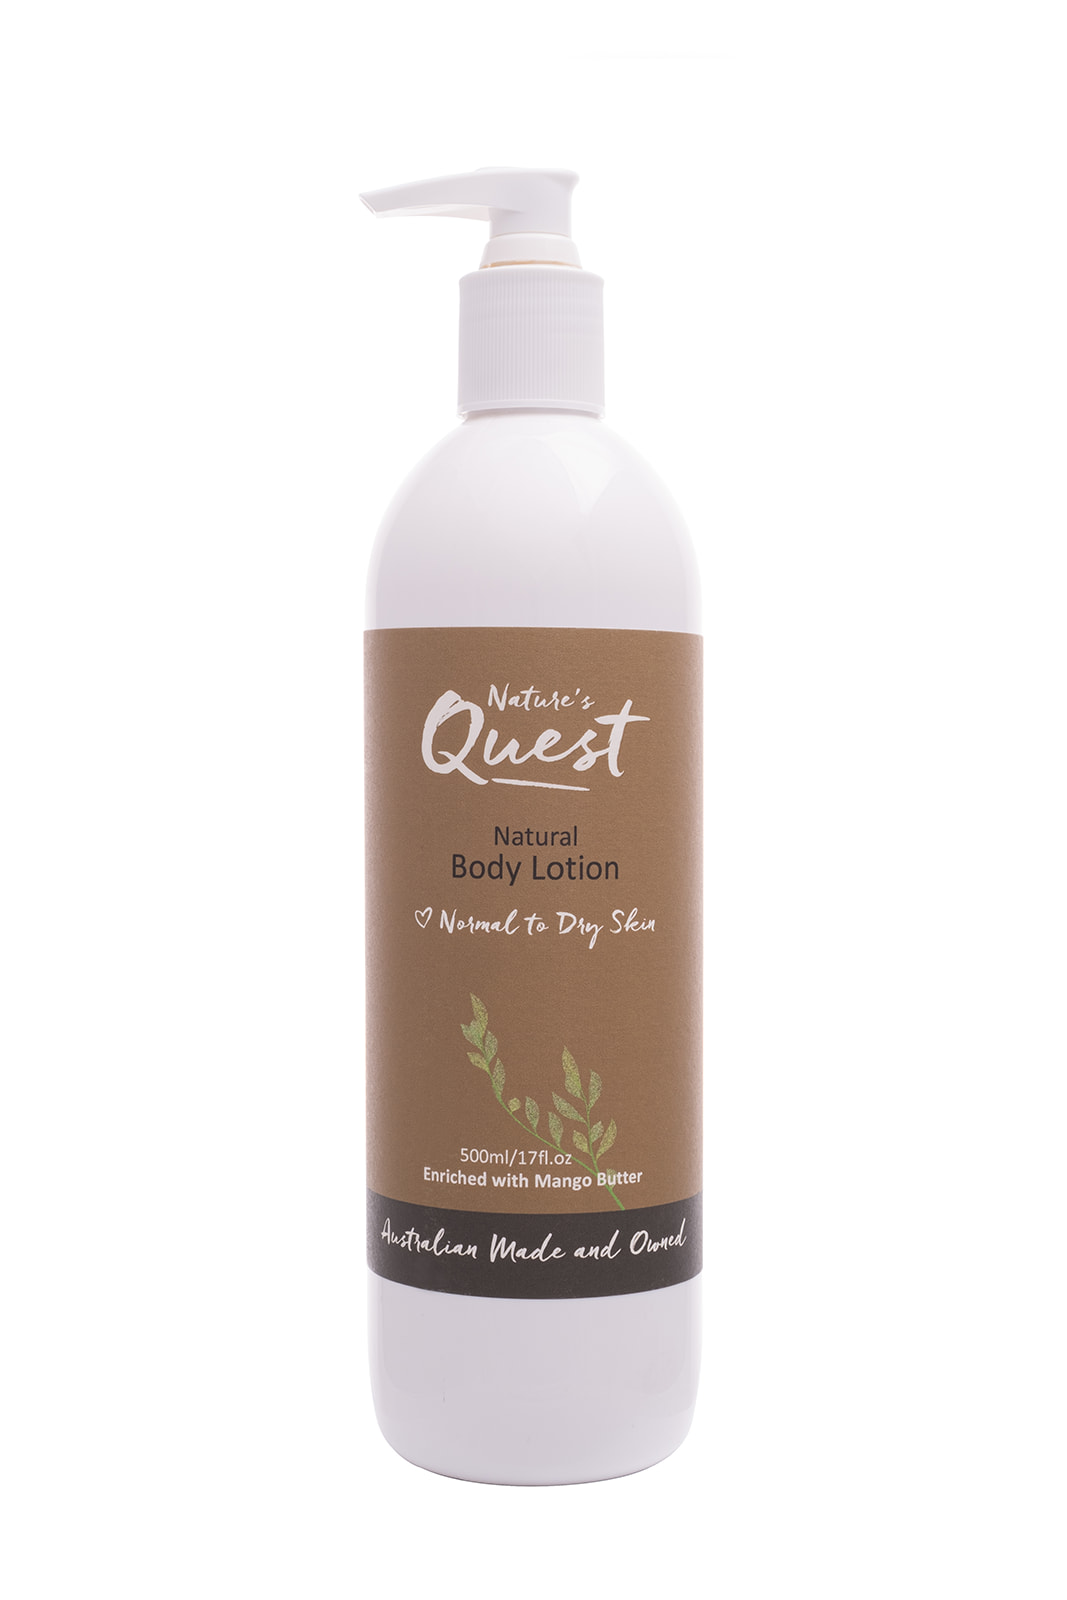 Nature's
Quest
Natural
Body Lotion
Normal to Dry Skin
500ml/17fl.oz
Enriched with Mango Butter
Australian Made and Owned